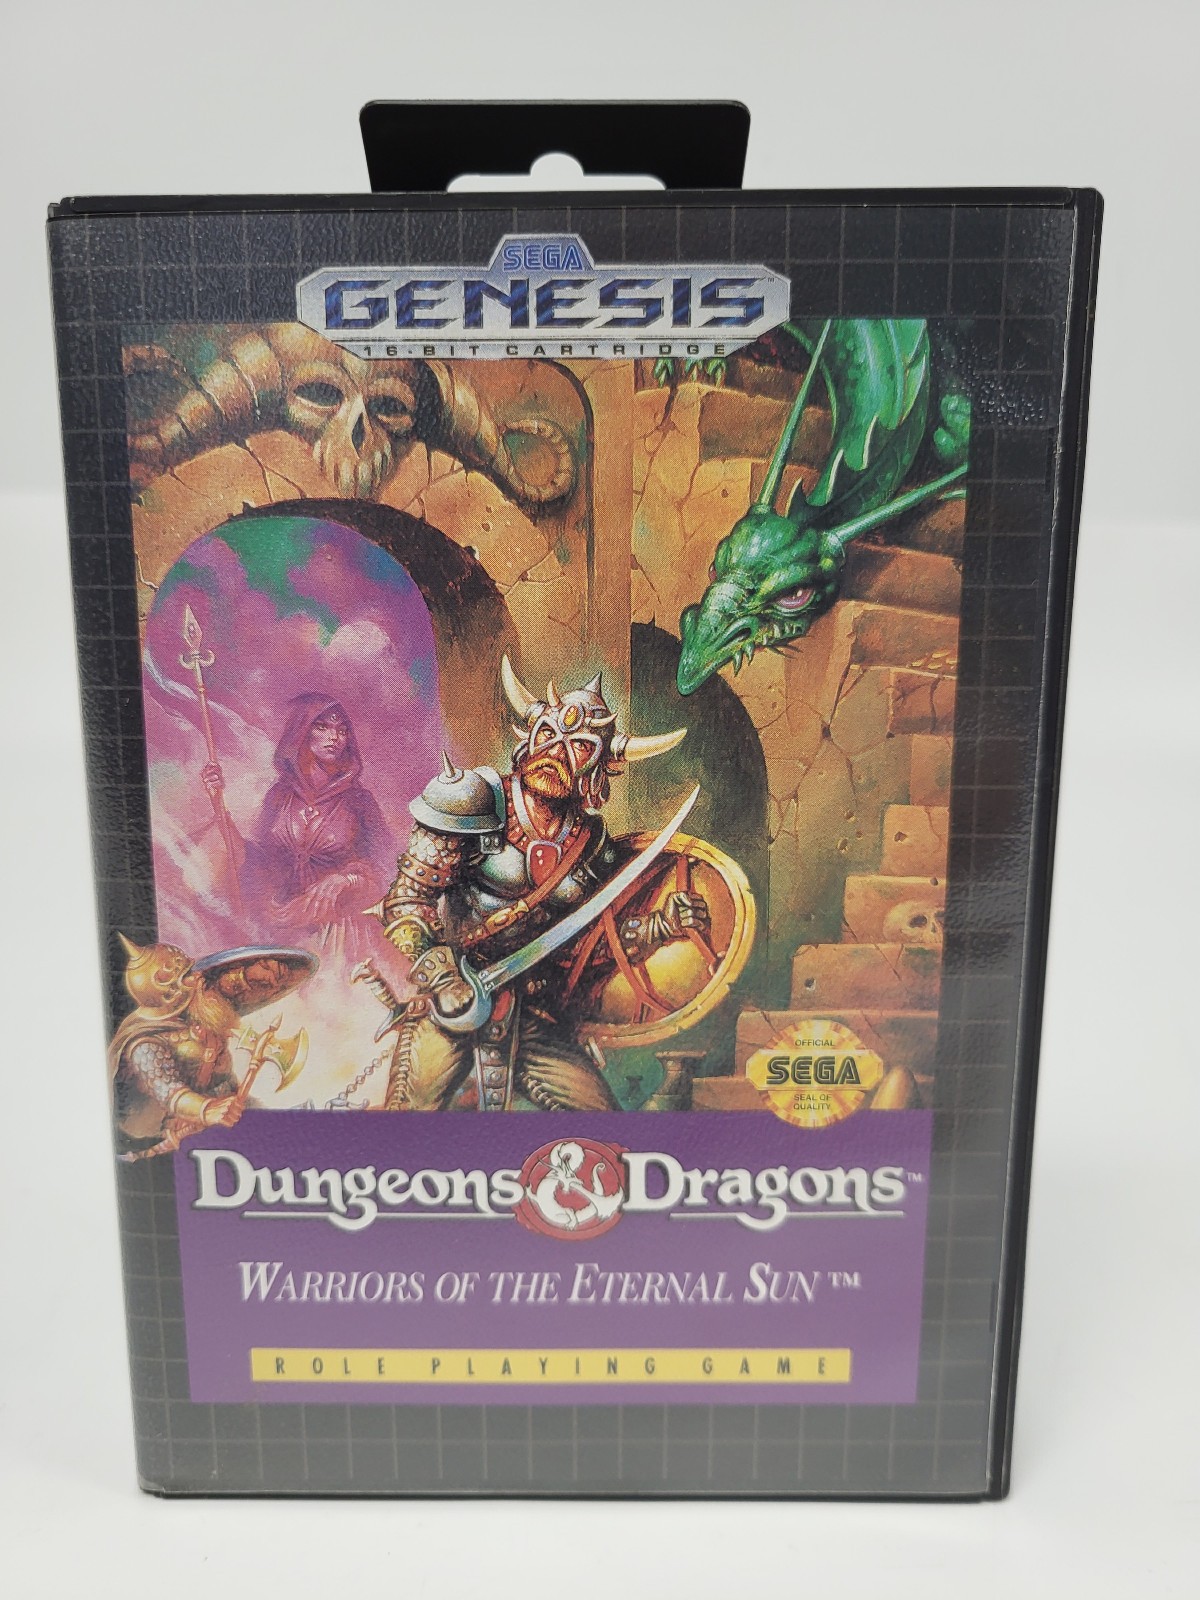 SEGA
GENESIS™
16-BIT CARTRIDGE
OFFICIAL
SEGA
SEAL OF
QUALITY
Dungeons & Dragons™
WARRIORS OF THE ETERNAL SUN™
ROLE PLAYING GAME